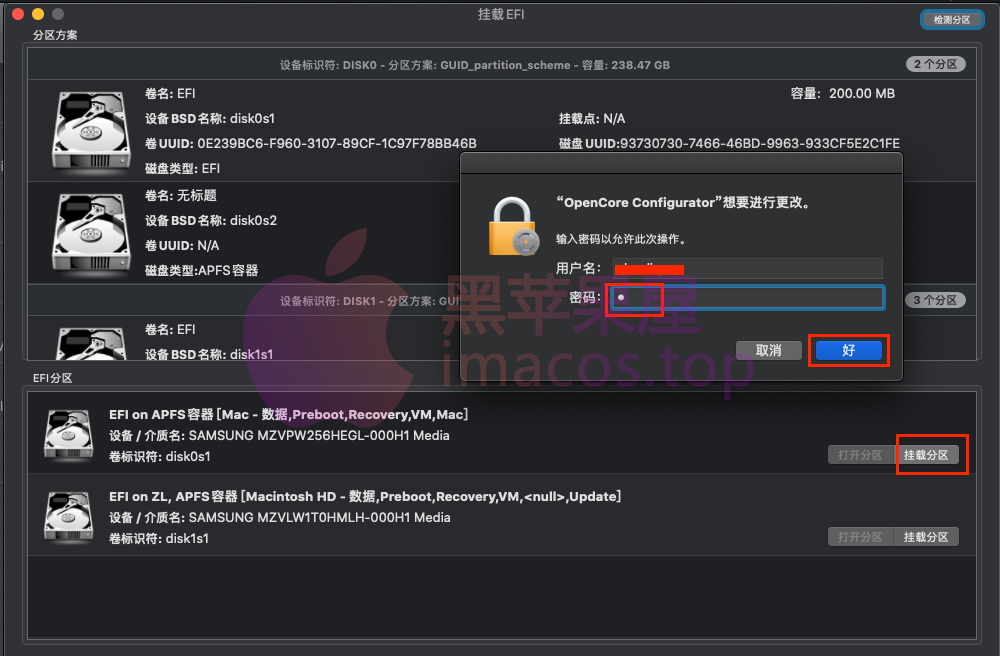 挂载EFI
检测分区
分区方案
设备标识符: DISK0 - 分区方案: GUID_partition_scheme - 容量: 238.47 GB
2 个分区
卷名: EFI
容量: 200.00 MB
设备 BSD 名称: disk0s1
挂载点: N/A
卷 UUID: 0E239BC6-F960-3107-89CF-1C97F78BB46B
磁盘 UUID:93730730-7466-46BD-9963-933CF5E2C1FE
磁盘类型: EFI
卷名: 无标题
设备 BSD 名称: disk0s2
卷 UUID: N/A
磁盘类型:APFS 容器
“OpenCore Configurator”想要进行更改。
输入密码以允许此次操作。
用户名:
密码:
取消
好
设备标识符: DISK1 - 分区方案: GUI
3 个分区
卷名: EFI
设备 BSD 名称: disk1s1
黑苹果屋
imacos.top
EFI分区
EFI on APFS 容器 [Mac - 数据,Preboot,Recovery,VM,Mac]
设备 / 介质名: SAMSUNG MZVPW256HEGL-000H1 Media
卷标识符: disk0s1
打开分区
挂载分区
EFI on ZL, APFS 容器 [Macintosh HD - 数据,Preboot,Recovery,VM,<null>,Update]
设备 / 介质名: SAMSUNG MZVLW1T0HMLH-000H1 Media
卷标识符: disk1s1
打开分区
挂载分区